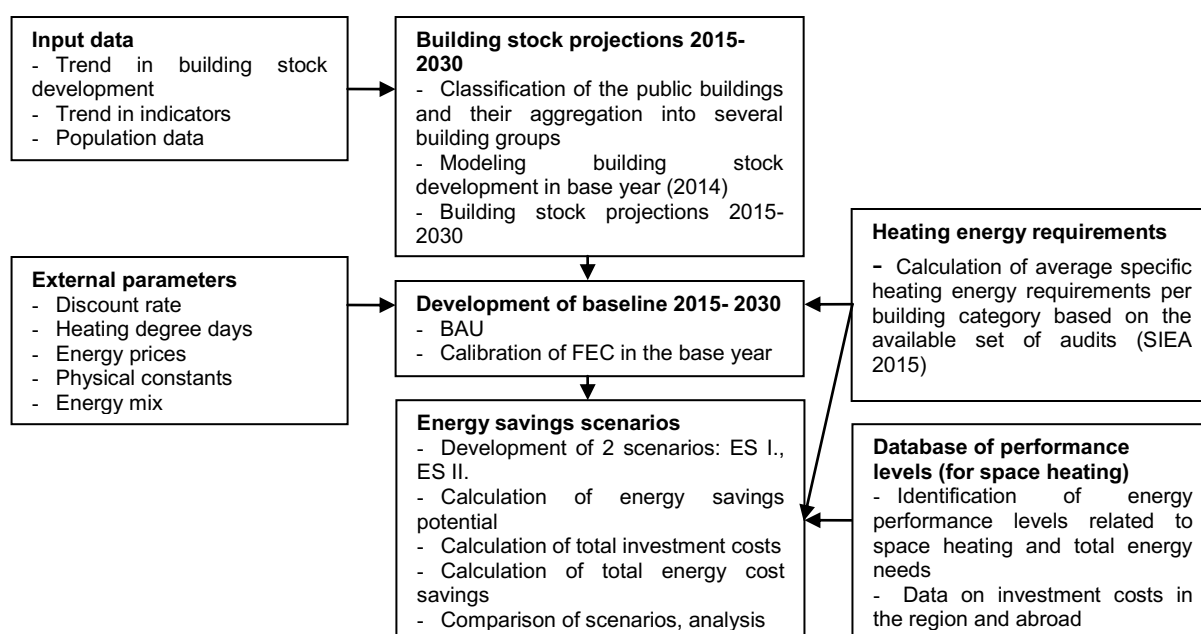 Input data
- Trend in building stock
development
- Trend in indicators
- Population data
Building stock projections 2015-
2030
- Classification of the public buildings
and their aggregation into several
building groups
- Modeling building stock
development in base year (2014)
- Building stock projections 2015-
2030
External parameters
- Discount rate
- Heating degree days
- Energy prices
- Physical constants
- Energy mix
Development of baseline 2015- 2030
- BAU
- Calibration of FEC in the base year
Heating energy requirements
- Calculation of average specific
heating energy requirements per
building category based on the
available set of audits (SIEA
2015)
Energy savings scenarios
- Development of 2 scenarios: ES I.,
ES II.
- Calculation of energy savings
potential
- Calculation of total investment costs
- Calculation of total energy cost
savings
- Comparison of scenarios, analysis
Database of performance
levels (for space heating)
- Identification of energy
performance levels related to
space heating and total energy
needs
- Data on investment costs in
the region and abroad